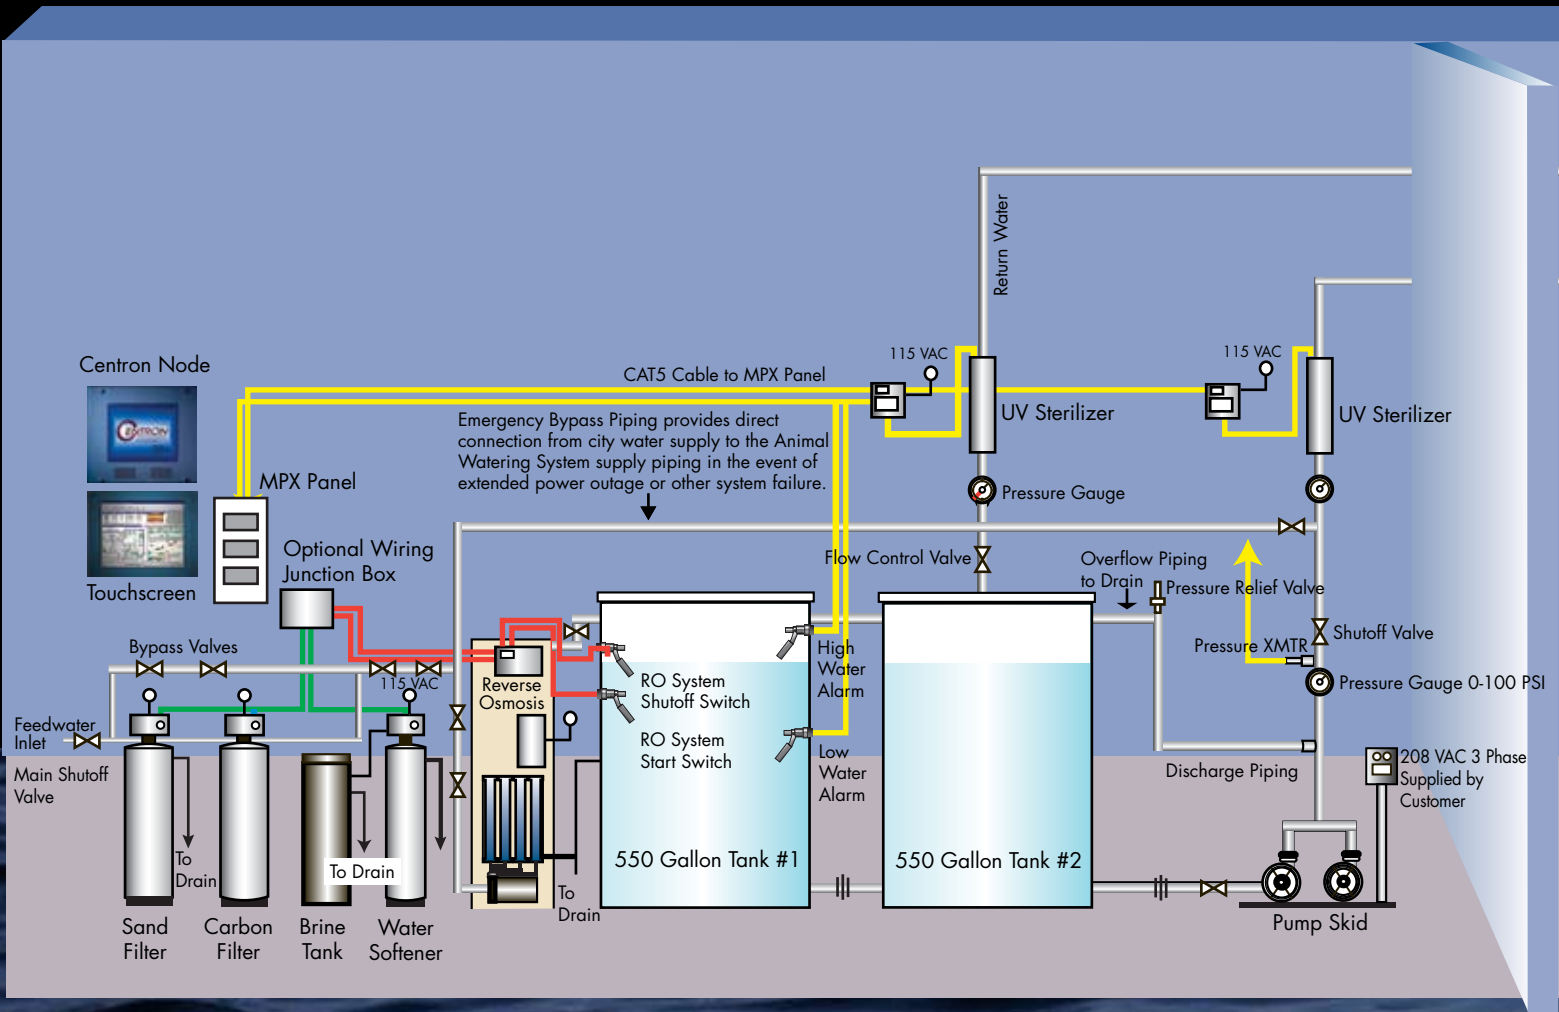 Return Water
115 VAC
115 VAC
Centron Node
CENTRON
CAT5 Cable to MPX Panel
UV Sterilizer
UV Sterilizer
Emergency Bypass Piping provides direct
connection from city water supply to the Animal
Watering System supply piping in the event of
extended power outage or other system failure.
MPX Panel
Pressure Gauge
Touchscreen
Optional Wiring
Junction Box
Flow Control Valve
Overflow Piping
to Drain
Pressure Relief Valve
Bypass Valves
115 VAC
Shutoff Valve
Pressure XMTR
High
Water
Alarm
Reverse
Osmosis
RO System
Shutoff Switch
Pressure Gauge 0-100 PSI
Feedwater
Inlet
Main Shutoff
Valve
RO System
Start Switch
Low
Water
Alarm
Discharge Piping
208 VAC 3 Phase
Supplied by
Customer
To
Drain
To Drain
To
Drain
550 Gallon Tank #1
550 Gallon Tank #2
Sand
Filter
Carbon
Filter
Brine
Tank
Water
Softener
Pump Skid